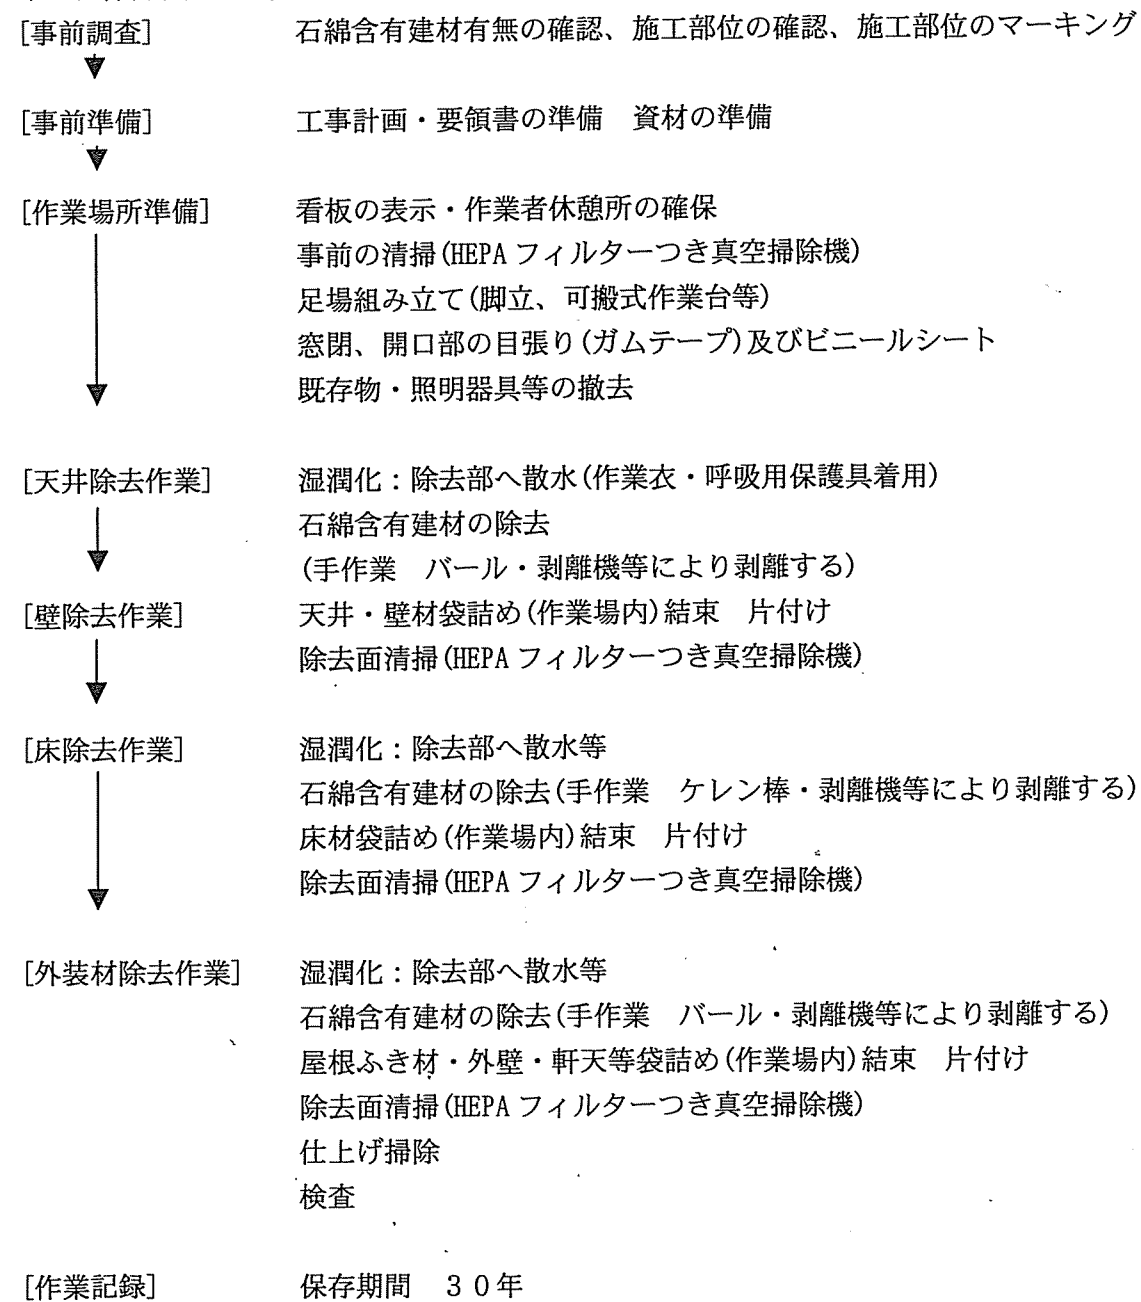 [事前調査] 石綿含有建材有無の確認、施工部位の確認、施工部位のマーキング
[事前準備] 工事計画・要領書の準備 資材の準備
[作業場所準備] 看板の表示・作業者休憩所の確保
事前の清掃(HEPAフィルターつき真空掃除機)
足場組み立て(脚立、可搬式作業台等)
窓閉、開口部の目張り(ガムテープ)及びビニールシート
既存物・照明器具等の撤去
[天井除去作業] 湿潤化：除去部へ散水(作業衣・呼吸用保護具着用)
石綿含有建材の除去
(手作業 バール・剥離機等により剥離する)
[壁除去作業] 天井・壁材袋詰め(作業場内)結束 片付け
除去面清掃(HEPAフィルターつき真空掃除機)
[床除去作業] 湿潤化：除去部へ散水等
石綿含有建材の除去(手作業 ケレン棒・剥離機等により剥離する)
床材袋詰め(作業場内)結束 片付け
除去面清掃(HEPAフィルターつき真空掃除機)
[外装材除去作業] 湿潤化：除去部へ散水等
石綿含有建材の除去(手作業 バール・剥離機等により剥離する)
屋根ふき材・外壁・軒天等袋詰め(作業場内)結束 片付け
除去面清掃(HEPAフィルターつき真空掃除機)
仕上げ掃除
検査
[作業記録] 保存期間 ３０年